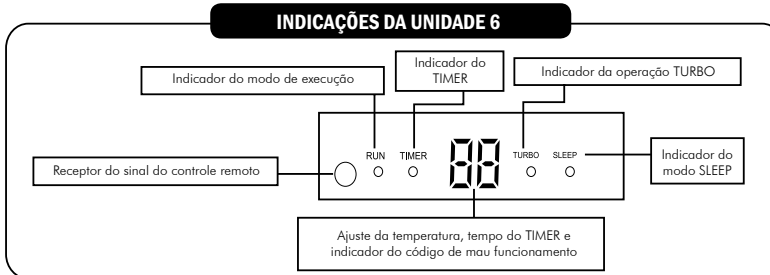 INDICAÇÕES DA UNIDADE 6
Indicador do modo de execução
Indicador do
TIMER
Indicador da operação TURBO
RUN TIMER 88 TURBO SLEEP
Receptor do sinal do controle remoto
Indicador do
modo SLEEP
Ajuste da temperatura, tempo do TIMER e
indicador do código de mau funcionamento